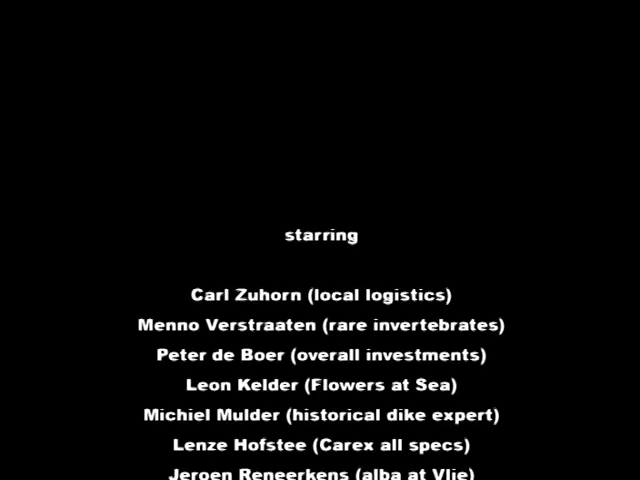 starring
Carl Zuhorn (local logistics)
Menno Verstraaten (rare invertebrates)
Peter de Boer (overall investments)
Leon Kelder (Flowers at Sea)
Michiel Mulder (historical dike expert)
Lenze Hofstee (Carex all specs)
Jeroen Reneerkens (alba at Vlie)